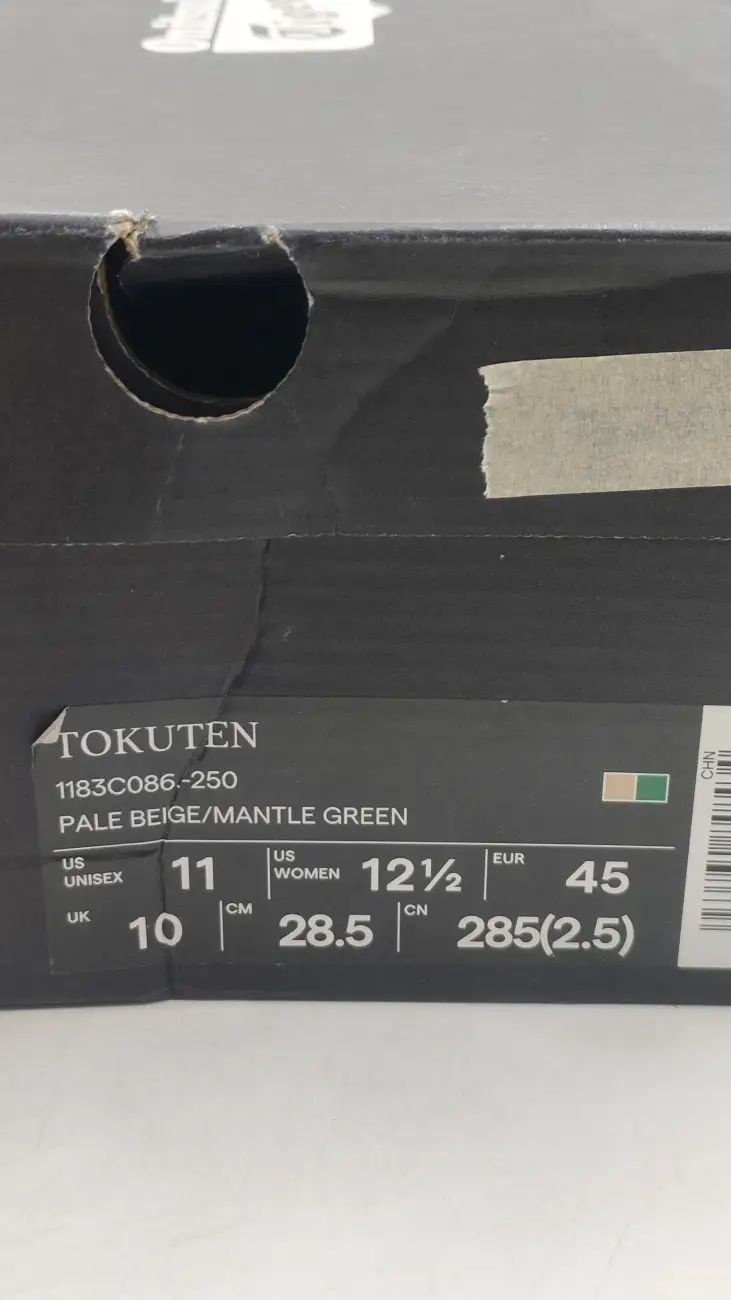 TOKUTEN
1183C086.-250
PALE BEIGE/MANTLE GREEN
US UNISEX 11 US WOMEN 12½ EUR 45
UK 10 CM 28.5 CN 285(2.5)
CHN